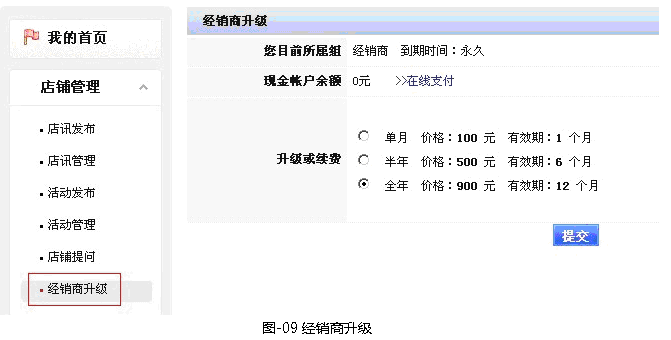 我的首页
店铺管理
店讯发布
店讯管理
活动发布
活动管理
店铺提问
经销商升级
经销商升级
您目前所属组 经销商 到期时间：永久
现金帐户余额 0元 >>在线支付
升级或续费
单月 价格：100 元 有效期：1 个月
半年 价格：500 元 有效期：6 个月
全年 价格：900 元 有效期：12 个月
提交
图-09 经销商升级